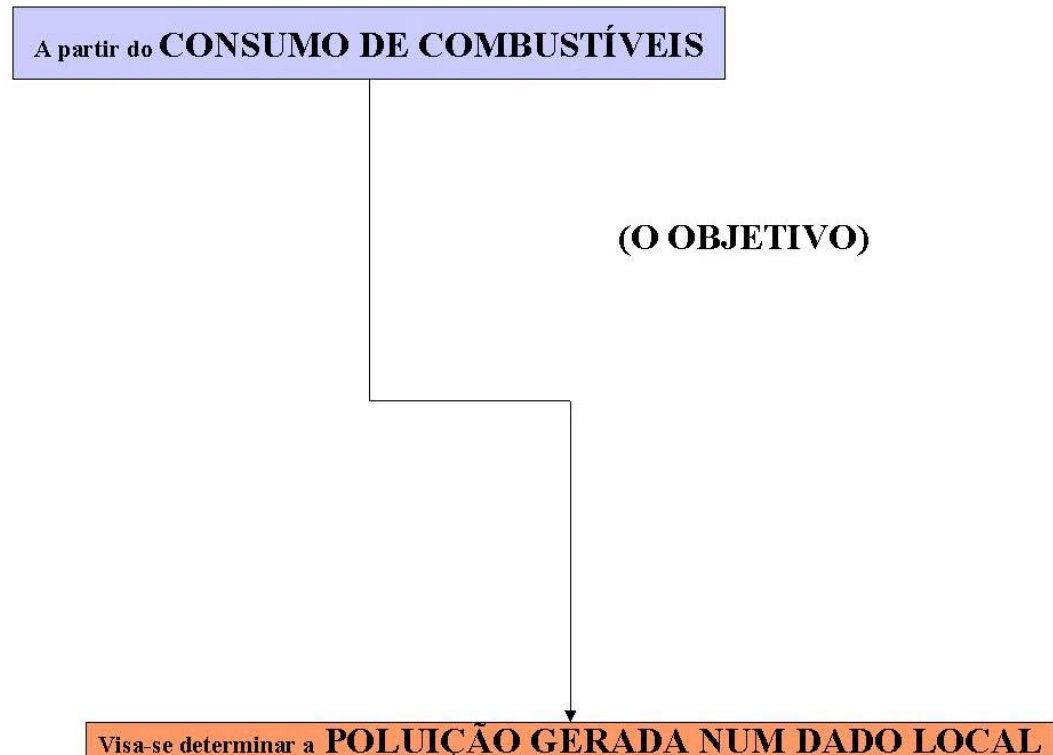 A partir do CONSUMO DE COMBUSTÍVEIS
(O OBJETIVO)
Visa-se determinar a POLUIÇÃO GERADA NUM DADO LOCAL